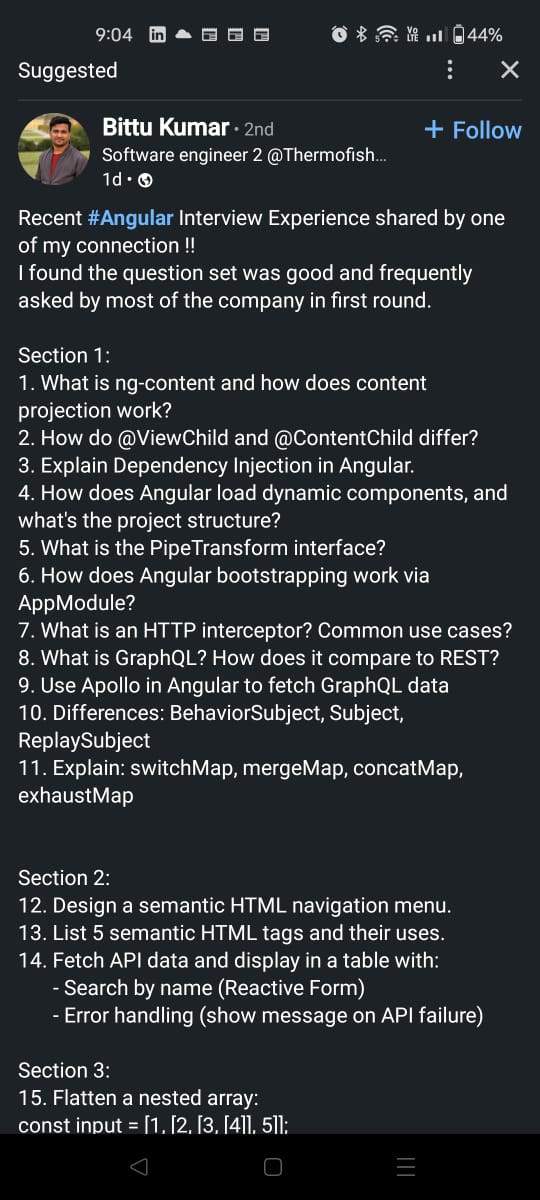 9:04
VO
LTE
44%
Suggested
Bittu Kumar • 2nd
+ Follow
Software engineer 2 @Thermofish...
1d •
Recent #Angular Interview Experience shared by one
of my connection !!
I found the question set was good and frequently
asked by most of the company in first round.
Section 1:
1. What is ng-content and how does content
projection work?
2. How do @ViewChild and @ContentChild differ?
3. Explain Dependency Injection in Angular.
4. How does Angular load dynamic components, and
what's the project structure?
5. What is the PipeTransform interface?
6. How does Angular bootstrapping work via
AppModule?
7. What is an HTTP interceptor? Common use cases?
8. What is GraphQL? How does it compare to REST?
9. Use Apollo in Angular to fetch GraphQL data
10. Differences: BehaviorSubject, Subject,
ReplaySubject
11. Explain: switchMap, mergeMap, concatMap,
exhaustMap
Section 2:
12. Design a semantic HTML navigation menu.
13. List 5 semantic HTML tags and their uses.
14. Fetch API data and display in a table with:
- Search by name (Reactive Form)
- Error handling (show message on API failure)
Section 3:
15. Flatten a nested array:
const input = [1, [2, [3, [4]], 5]];